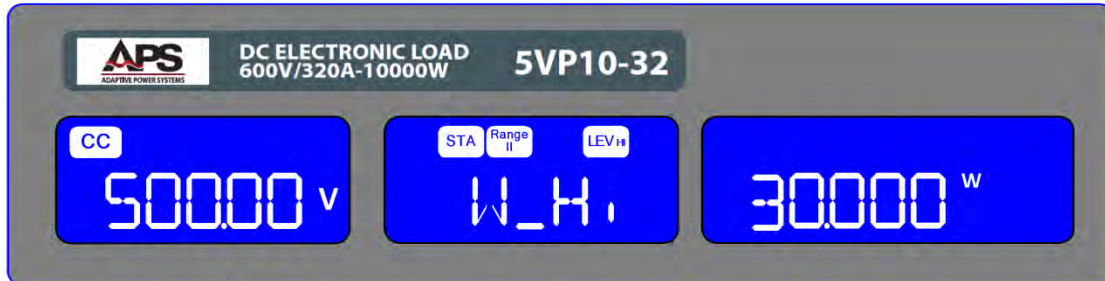 APS
ADAPTIVE POWER SYSTEMS
DC ELECTRONIC LOAD
600V/320A-10000W
5VP10-32
CC
500.00 V
STA Range II LEV HI
W_Hi
30.000 W